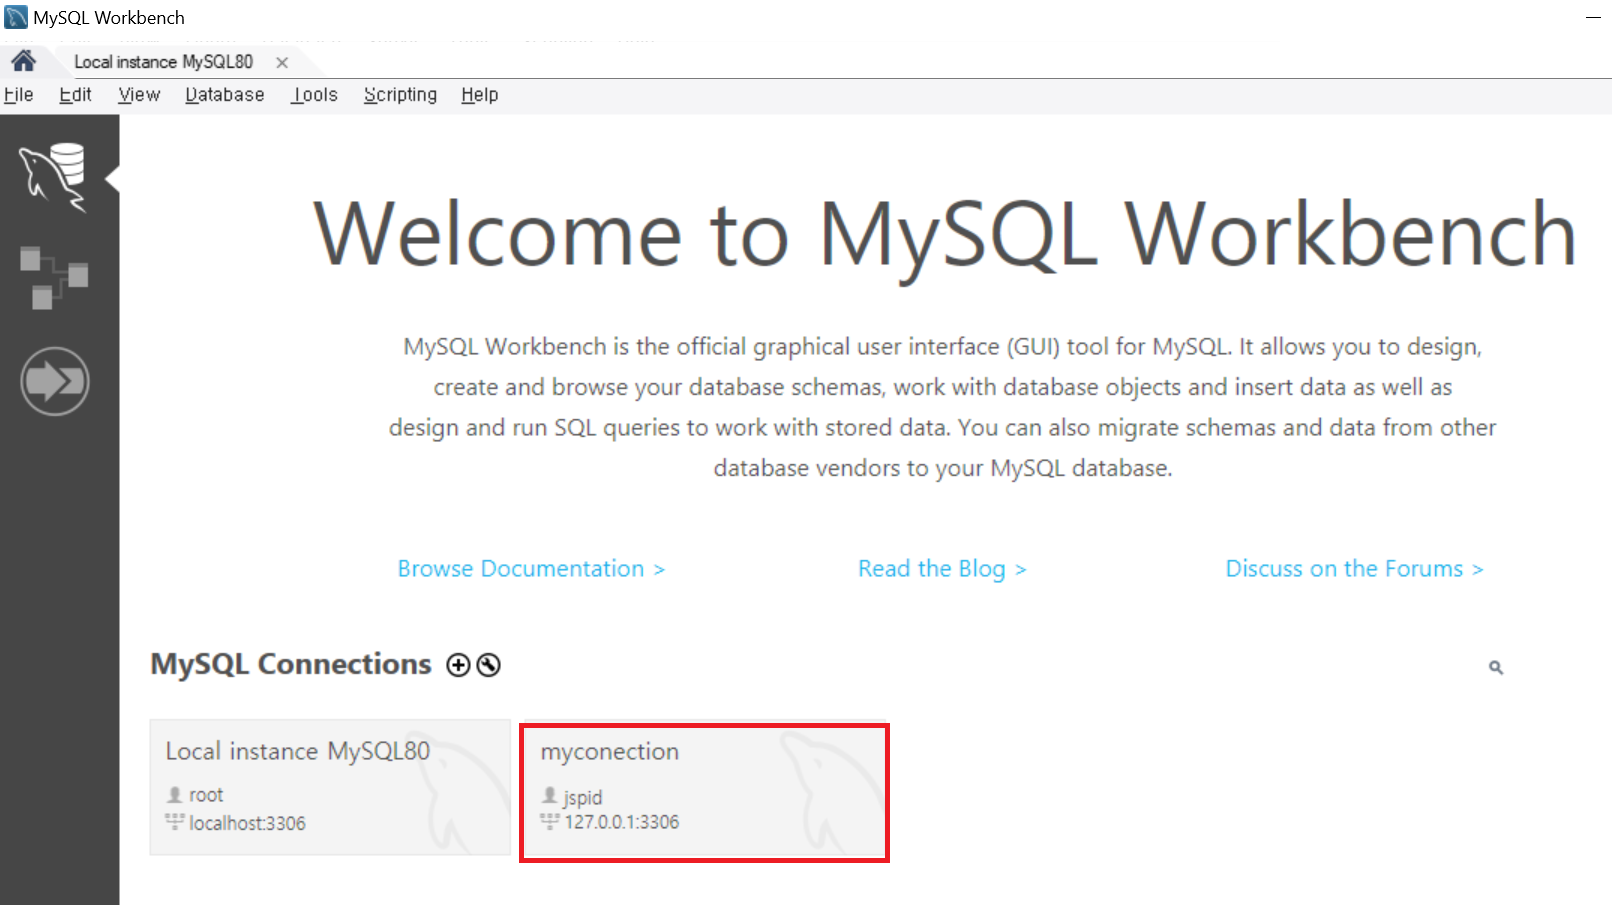 MySQL Workbench
Local instance MySQL80
File Edit View Database Tools Scripting Help
Welcome to MySQL Workbench
MySQL Workbench is the official graphical user interface (GUI) tool for MySQL. It allows you to design,
create and browse your database schemas, work with database objects and insert data as well as
design and run SQL queries to work with stored data. You can also migrate schemas and data from other
database vendors to your MySQL database.
Browse Documentation > Read the Blog > Discuss on the Forums >
MySQL Connections
Local instance MySQL80
root
localhost:3306
myconection
jspid
127.0.0.1:3306